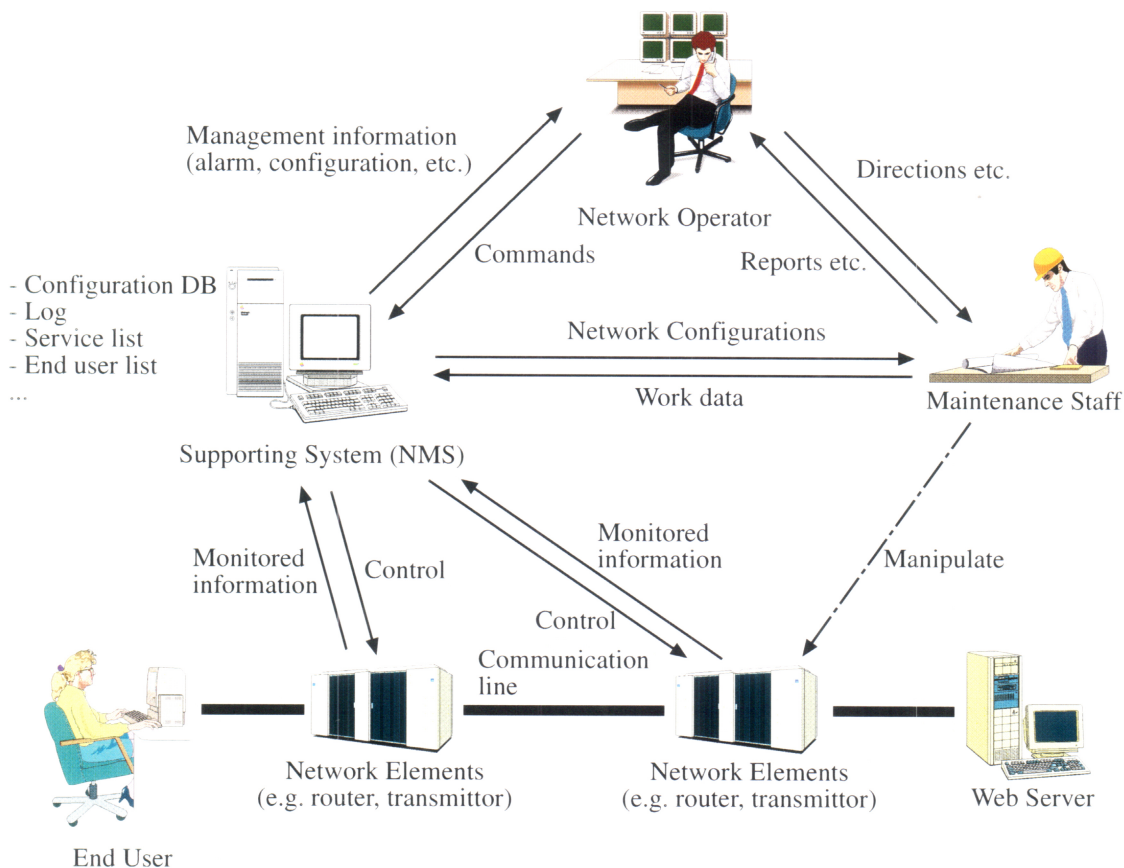 Management information
(alarm, configuration, etc.)
Directions etc.
Network Operator
Commands
Reports etc.
- Configuration DB
- Log
- Service list
- End user list
...
Network Configurations
Work data
Maintenance Staff
Supporting System (NMS)
Monitored
information
Control
Monitored
information
Manipulate
Control
Communication
line
Network Elements
(e.g. router, transmittor)
Network Elements
(e.g. router, transmittor)
Web Server
End User